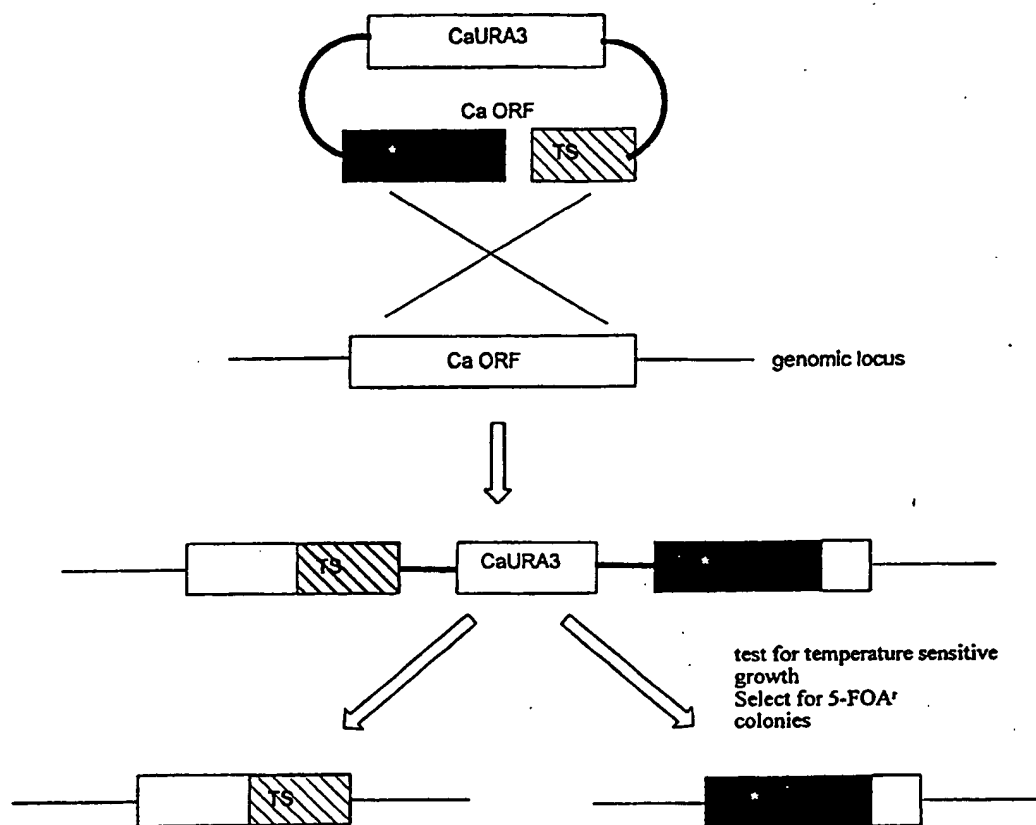 CaURA3
Ca ORF
*
TS
Ca ORF
genomic locus
TS
CaURA3
*
test for temperature sensitive
growth
Select for 5-FOAʳ
colonies
TS
*